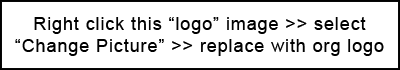 Right click this “logo” image >> select
“Change Picture” >> replace with org logo